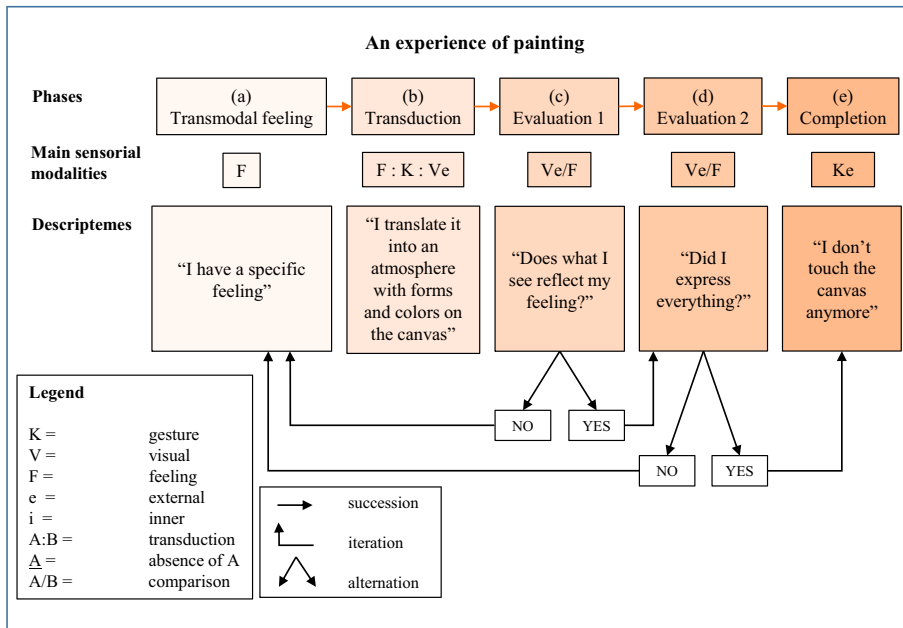 An experience of painting
Phases
(a)
Transmodal feeling
(b)
Transduction
(c)
Evaluation 1
(d)
Evaluation 2
(e)
Completion
Main sensorial
modalities
F
F : K : Ve
Ve/F
Ve/F
Ke
Descriptemes
“I have a specific
feeling”
“I translate it
into an
atmosphere
with forms
and colors on
the canvas”
“Does what I
see reflect my
feeling?”
“Did I
express
everything?”
“I don’t
touch the
canvas
anymore”
NO
YES
NO
YES
Legend
K = gesture
V = visual
F = feeling
e = external
i = inner
A:B = transduction
A = absence of A
A/B = comparison
succession
iteration
alternation